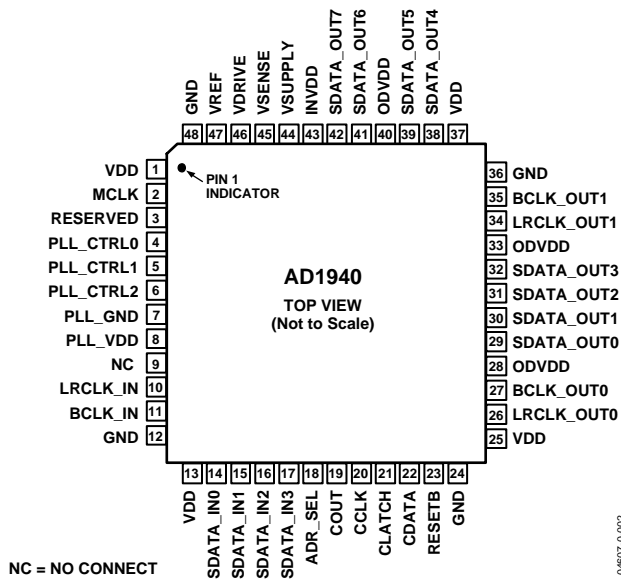 GND
VREF
VDRIVE
VSENSE
VSUPPLY
INVDD
SDATA_OUT7
SDATA_OUT6
ODVDD
SDATA_OUT5
SDATA_OUT4
VDD
48 47 46 45 44 43 42 41 40 39 38 37
VDD 1
MCLK 2
RESERVED 3
PLL_CTRL0 4
PLL_CTRL1 5
PLL_CTRL2 6
PLL_GND 7
PLL_VDD 8
NC 9
LRCLK_IN 10
BCLK_IN 11
GND 12
PIN 1
INDICATOR
AD1940
TOP VIEW
(Not to Scale)
36 GND
35 BCLK_OUT1
34 LRCLK_OUT1
33 ODVDD
32 SDATA_OUT3
31 SDATA_OUT2
30 SDATA_OUT1
29 SDATA_OUT0
28 ODVDD
27 BCLK_OUT0
26 LRCLK_OUT0
25 VDD
13 14 15 16 17 18 19 20 21 22 23 24
VDD
SDATA_IN0
SDATA_IN1
SDATA_IN2
SDATA_IN3
ADR_SEL
COUT
CCLK
CLATCH
CDATA
RESETB
GND
NC = NO CONNECT
04607-0-002